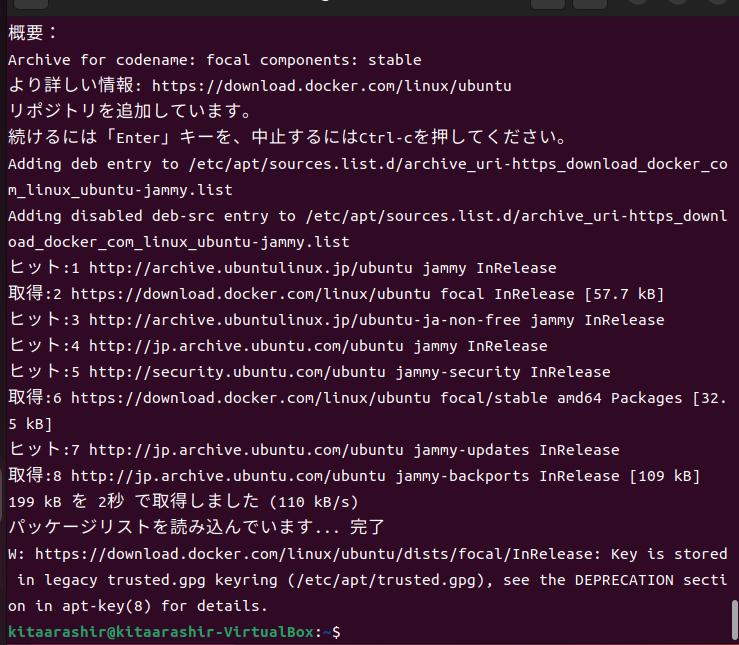 概要：
Archive for codename: focal components: stable
より詳しい情報: https://download.docker.com/linux/ubuntu
リポジトリを追加しています。
続けるには「Enter」キーを、中止するにはCtrl-cを押してください。
Adding deb entry to /etc/apt/sources.list.d/archive_uri-https_download_docker_co
m_linux_ubuntu-jammy.list
Adding disabled deb-src entry to /etc/apt/sources.list.d/archive_uri-https_downl
oad_docker_com_linux_ubuntu-jammy.list
ヒット:1 http://archive.ubuntulinux.jp/ubuntu jammy InRelease
取得:2 https://download.docker.com/linux/ubuntu focal InRelease [57.7 kB]
ヒット:3 http://archive.ubuntulinux.jp/ubuntu-ja-non-free jammy InRelease
ヒット:4 http://jp.archive.ubuntu.com/ubuntu jammy InRelease
ヒット:5 http://security.ubuntu.com/ubuntu jammy-security InRelease
取得:6 https://download.docker.com/linux/ubuntu focal/stable amd64 Packages [32.
5 kB]
ヒット:7 http://jp.archive.ubuntu.com/ubuntu jammy-updates InRelease
取得:8 http://jp.archive.ubuntu.com/ubuntu jammy-backports InRelease [109 kB]
199 kB を 2秒 で取得しました (110 kB/s)
パッケージリストを読み込んでいます... 完了
W: https://download.docker.com/linux/ubuntu/dists/focal/InRelease: Key is stored
 in legacy trusted.gpg keyring (/etc/apt/trusted.gpg), see the DEPRECATION secti
on in apt-key(8) for details.
kitaarashir@kitaarashir-VirtualBox:~$